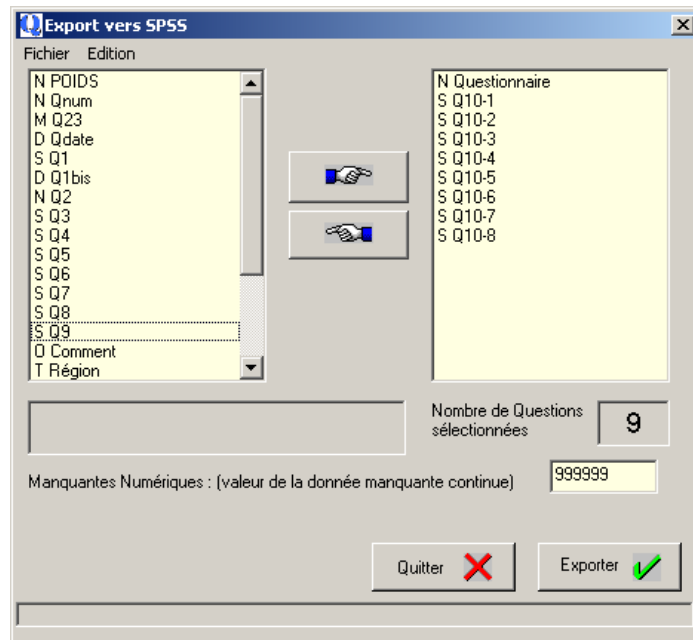 Export vers SPSS
Fichier Edition
N POIDS
N Qnum
M Q23
D Qdate
S Q1
D Q1bis
N Q2
S Q3
S Q4
S Q5
S Q6
S Q7
S Q8
S Q9
O Comment
T Région
N Questionnaire
S Q10-1
S Q10-2
S Q10-3
S Q10-4
S Q10-5
S Q10-6
S Q10-7
S Q10-8
Nombre de Questions
sélectionnées
9
Manquantes Numériques : (valeur de la donnée manquante continue)
999999
Quitter
Exporter